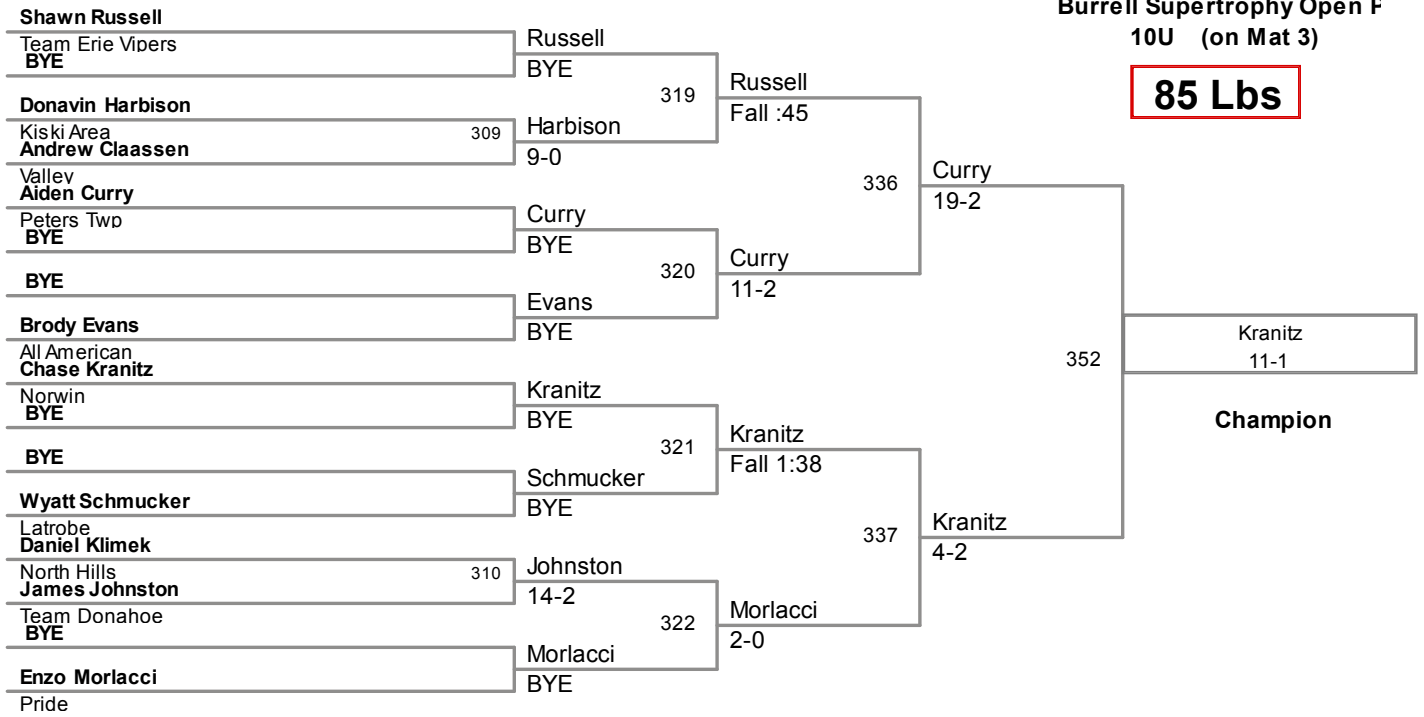 Burrell Supertrophy Open
10U (on Mat 3)
85 Lbs
Shawn Russell
Team Erie Vipers
BYE
Donavin Harbison
Kiski Area
Andrew Claassen
Valley
Aiden Curry
Peters Twp
BYE
BYE
Brody Evans
All American
Chase Kranitz
Norwin
BYE
BYE
Wyatt Schmucker
Latrobe
Daniel Klimek
North Hills
James Johnston
Team Donahoe
BYE
Enzo Morlacci
Pride
Russell
BYE
309
Harbison
9-0
Curry
BYE
Evans
BYE
Kranitz
BYE
Schmucker
BYE
310
Johnston
14-2
Morlacci
BYE
319
Russell
Fall :45
320
Curry
11-2
321
Kranitz
Fall 1:38
322
Morlacci
2-0
336
Curry
19-2
337
Kranitz
4-2
352
Kranitz
11-1
Champion